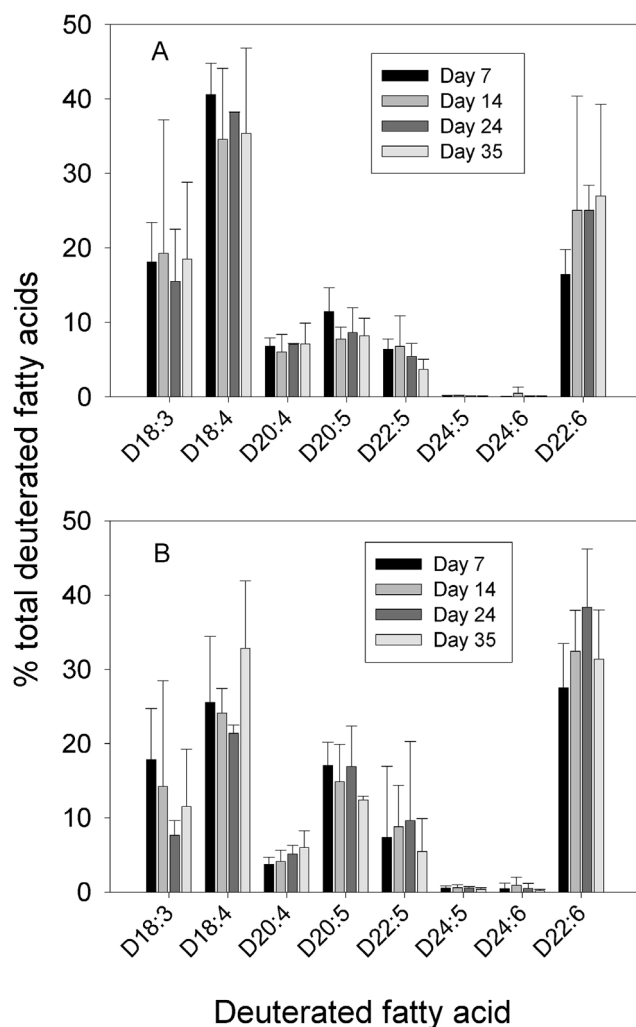 % total deuterated fatty acids
50
40
30
20
10
0
A
Day 7
Day 14
Day 24
Day 35
D18:3
D18:4
D20:4
D20:5
D22:5
D24:5
D24:6
D22:6
50
40
30
20
10
0
B
Day 7
Day 14
Day 24
Day 35
D18:3
D18:4
D20:4
D20:5
D22:5
D24:5
D24:6
D22:6
Deuterated fatty acid